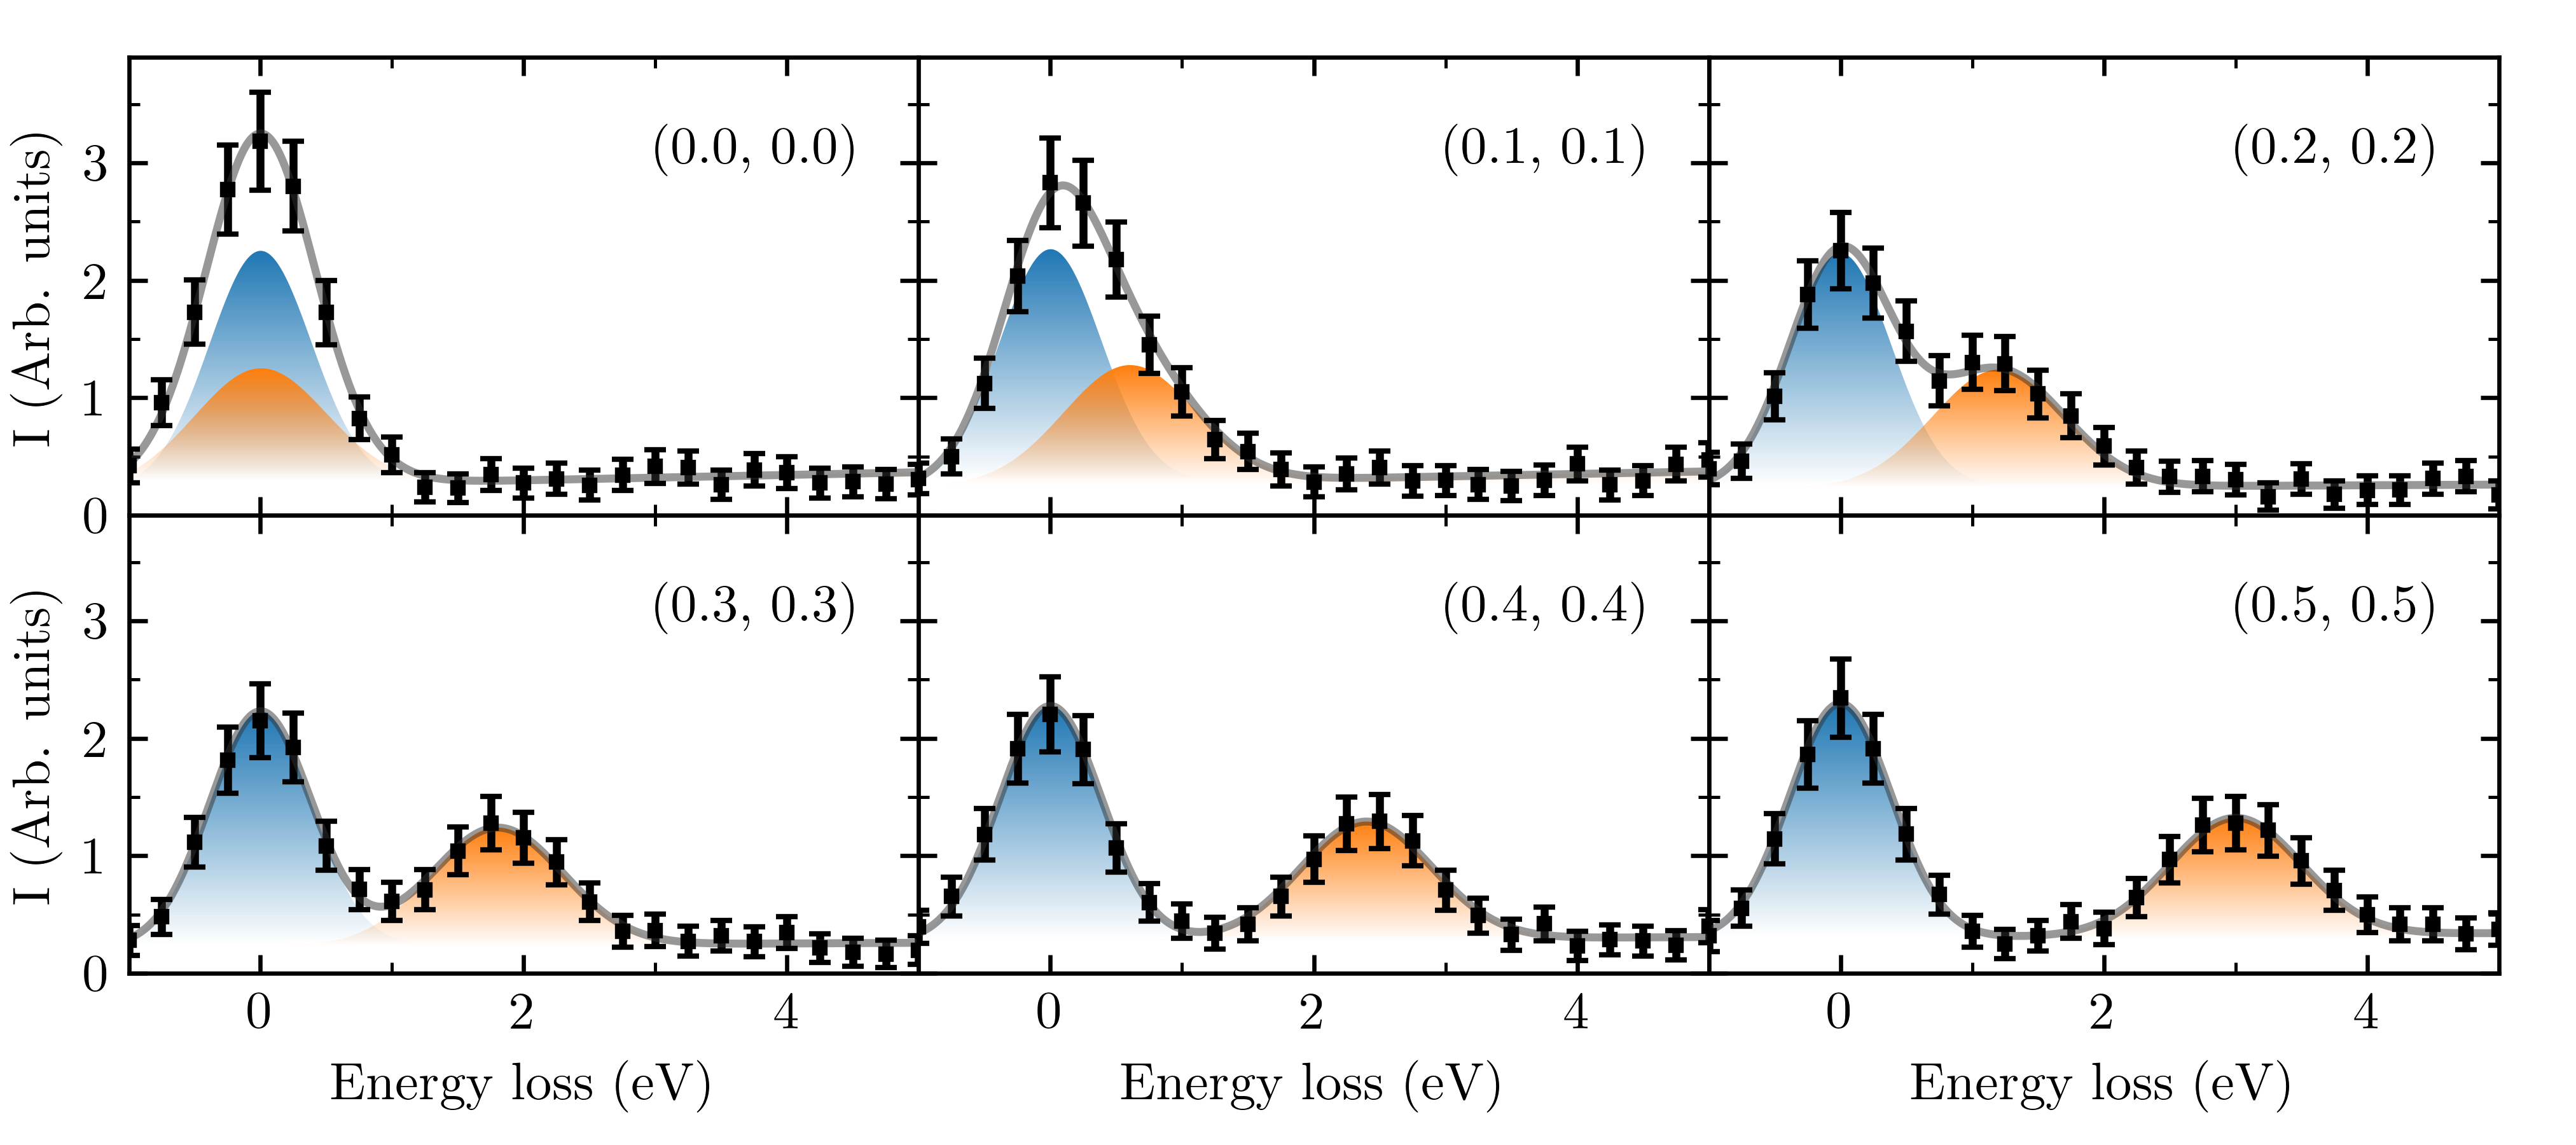 I (Arb. units)
3
2
1
0
(0.0, 0.0)
(0.1, 0.1)
(0.2, 0.2)
I (Arb. units)
3
2
1
0
(0.3, 0.3)
(0.4, 0.4)
(0.5, 0.5)
0 2 4
0 2 4
0 2 4
Energy loss (eV)
Energy loss (eV)
Energy loss (eV)